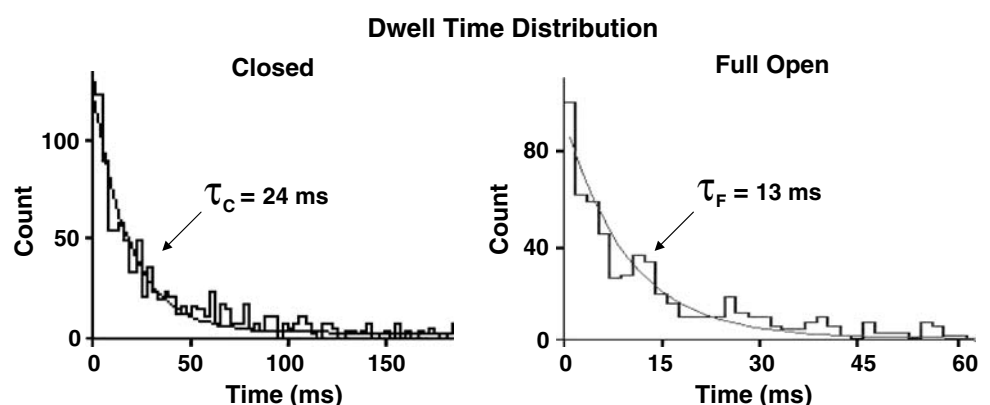 Dwell Time Distribution
Closed
Count
100
50
0
τC = 24 ms
0 50 100 150
Time (ms)
Full Open
Count
80
40
0
τF = 13 ms
0 15 30 45 60
Time (ms)